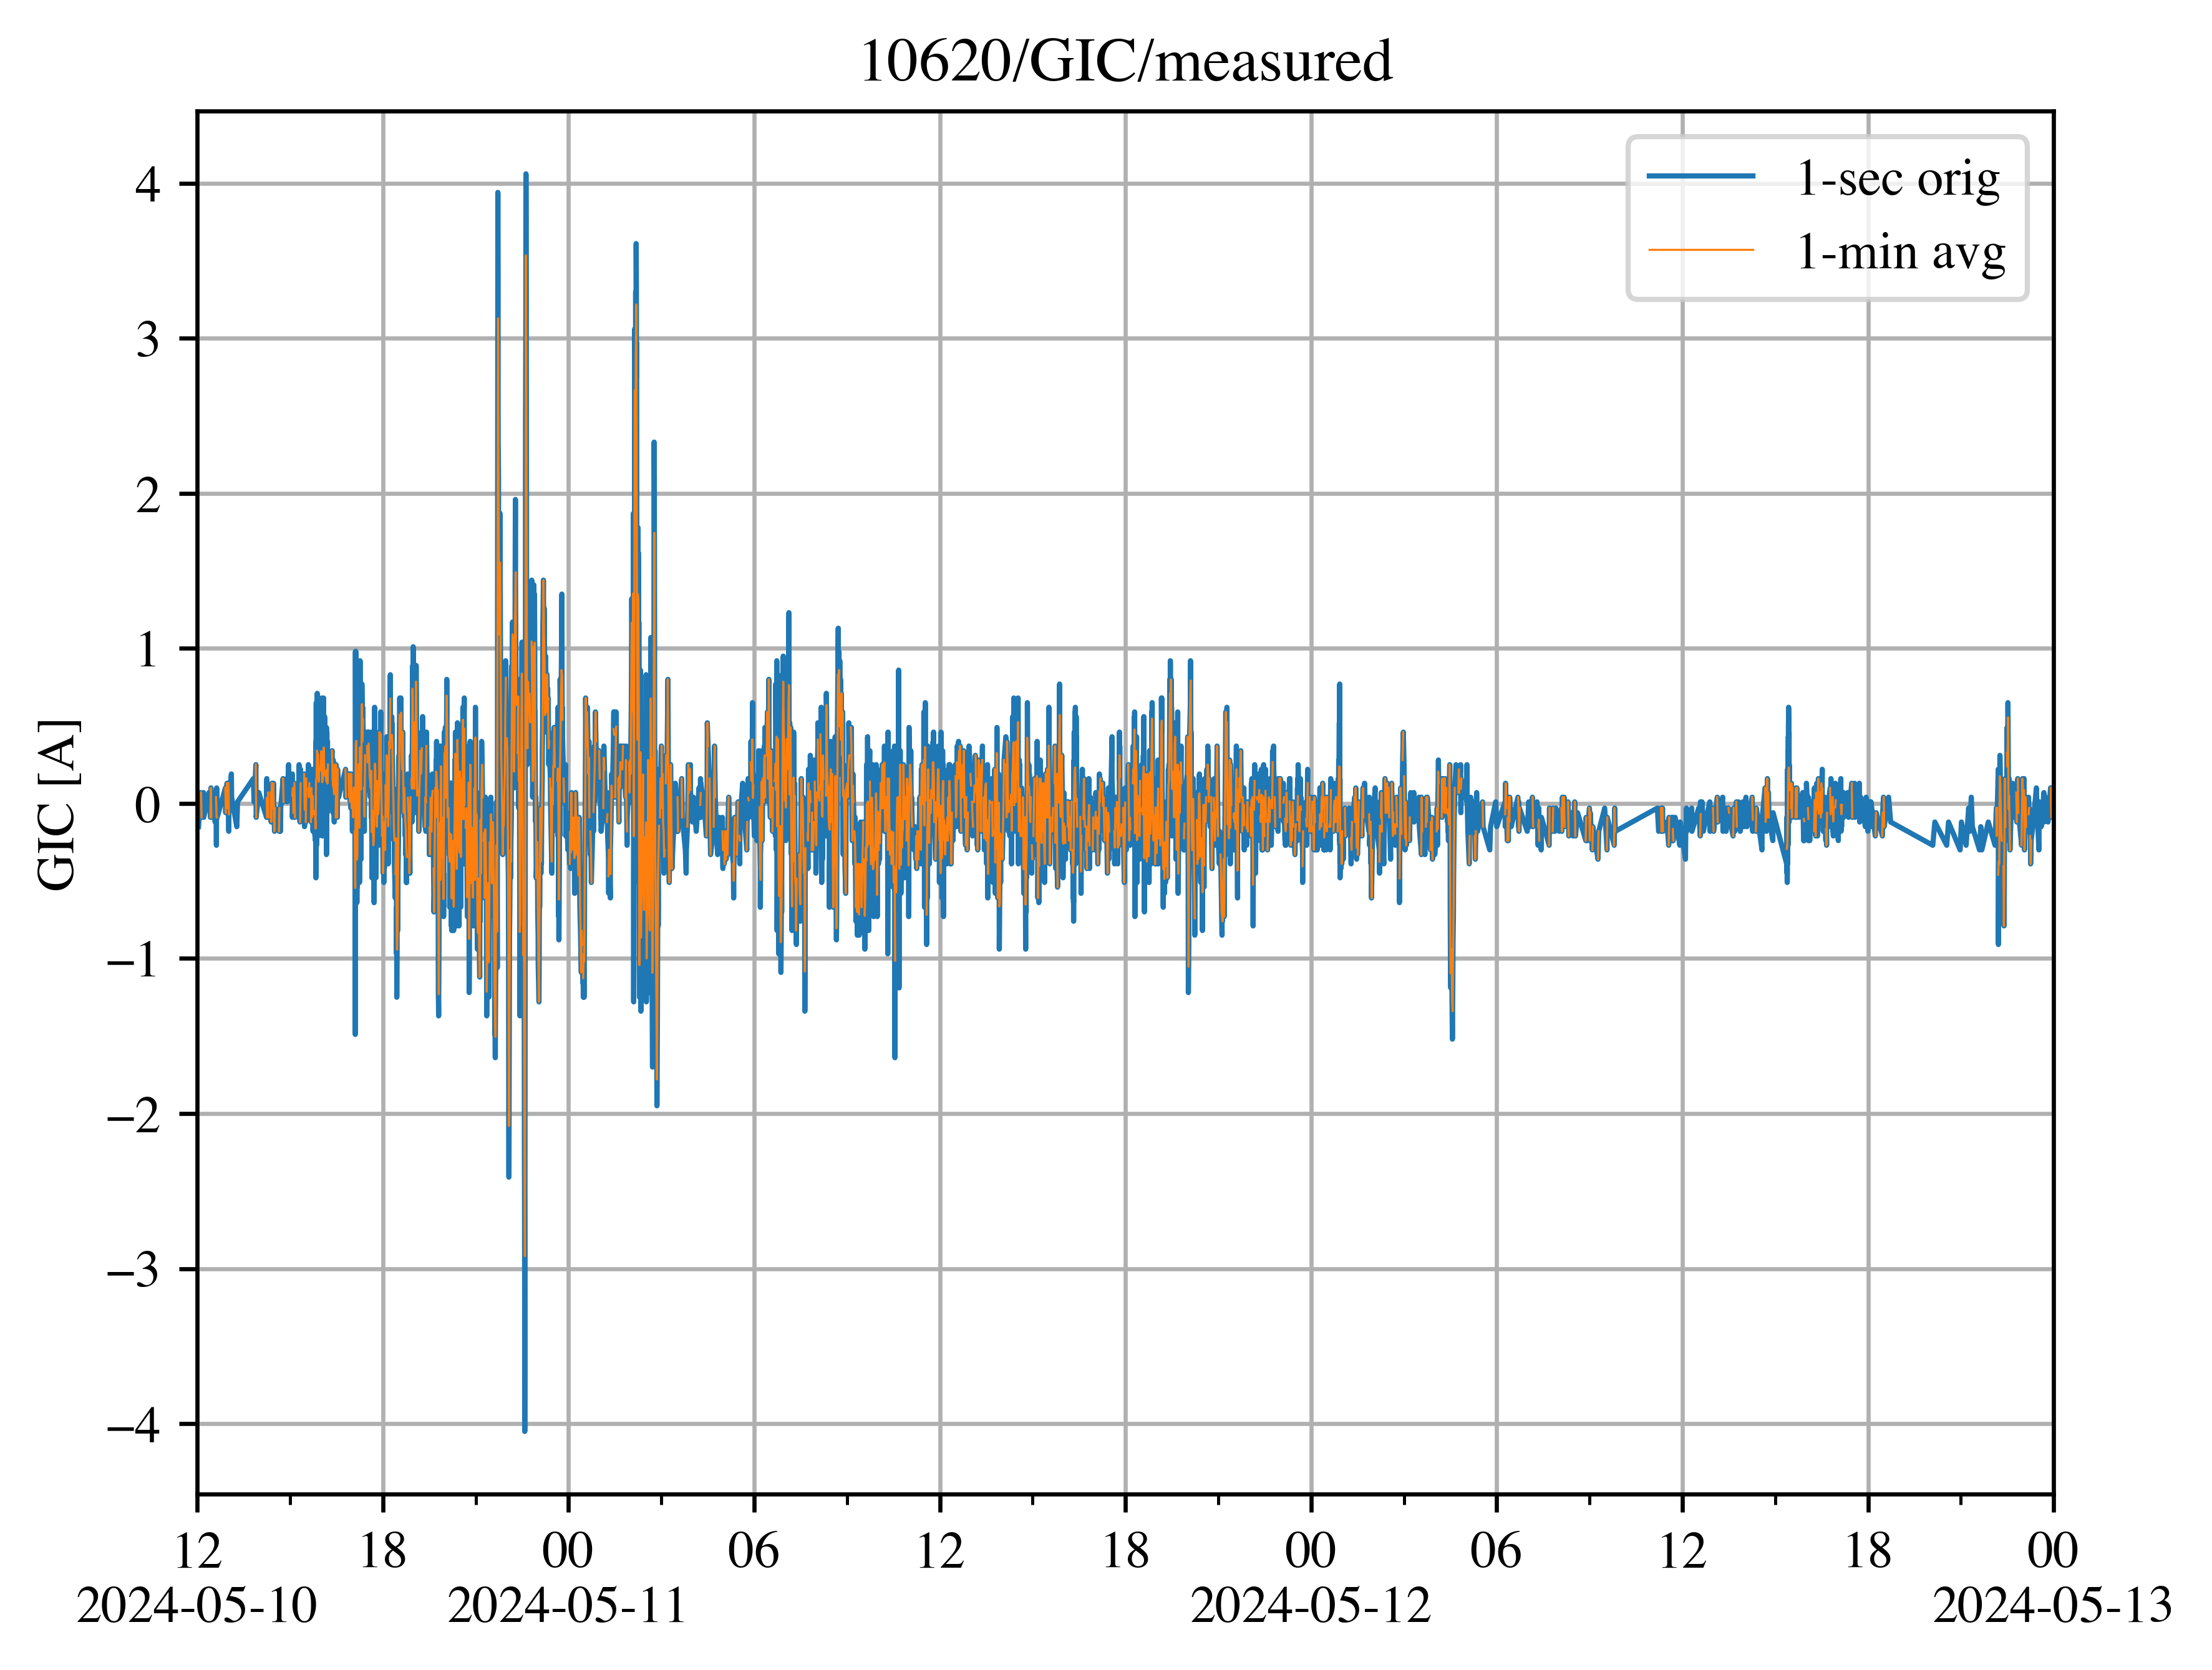 10620/GIC/measured
1-sec orig
1-min avg
GIC [A]
4
3
2
1
0
−1
−2
−3
−4
12 18 00 06 12 18 00 06 12 18 00
2024-05-10 2024-05-11 2024-05-12 2024-05-13